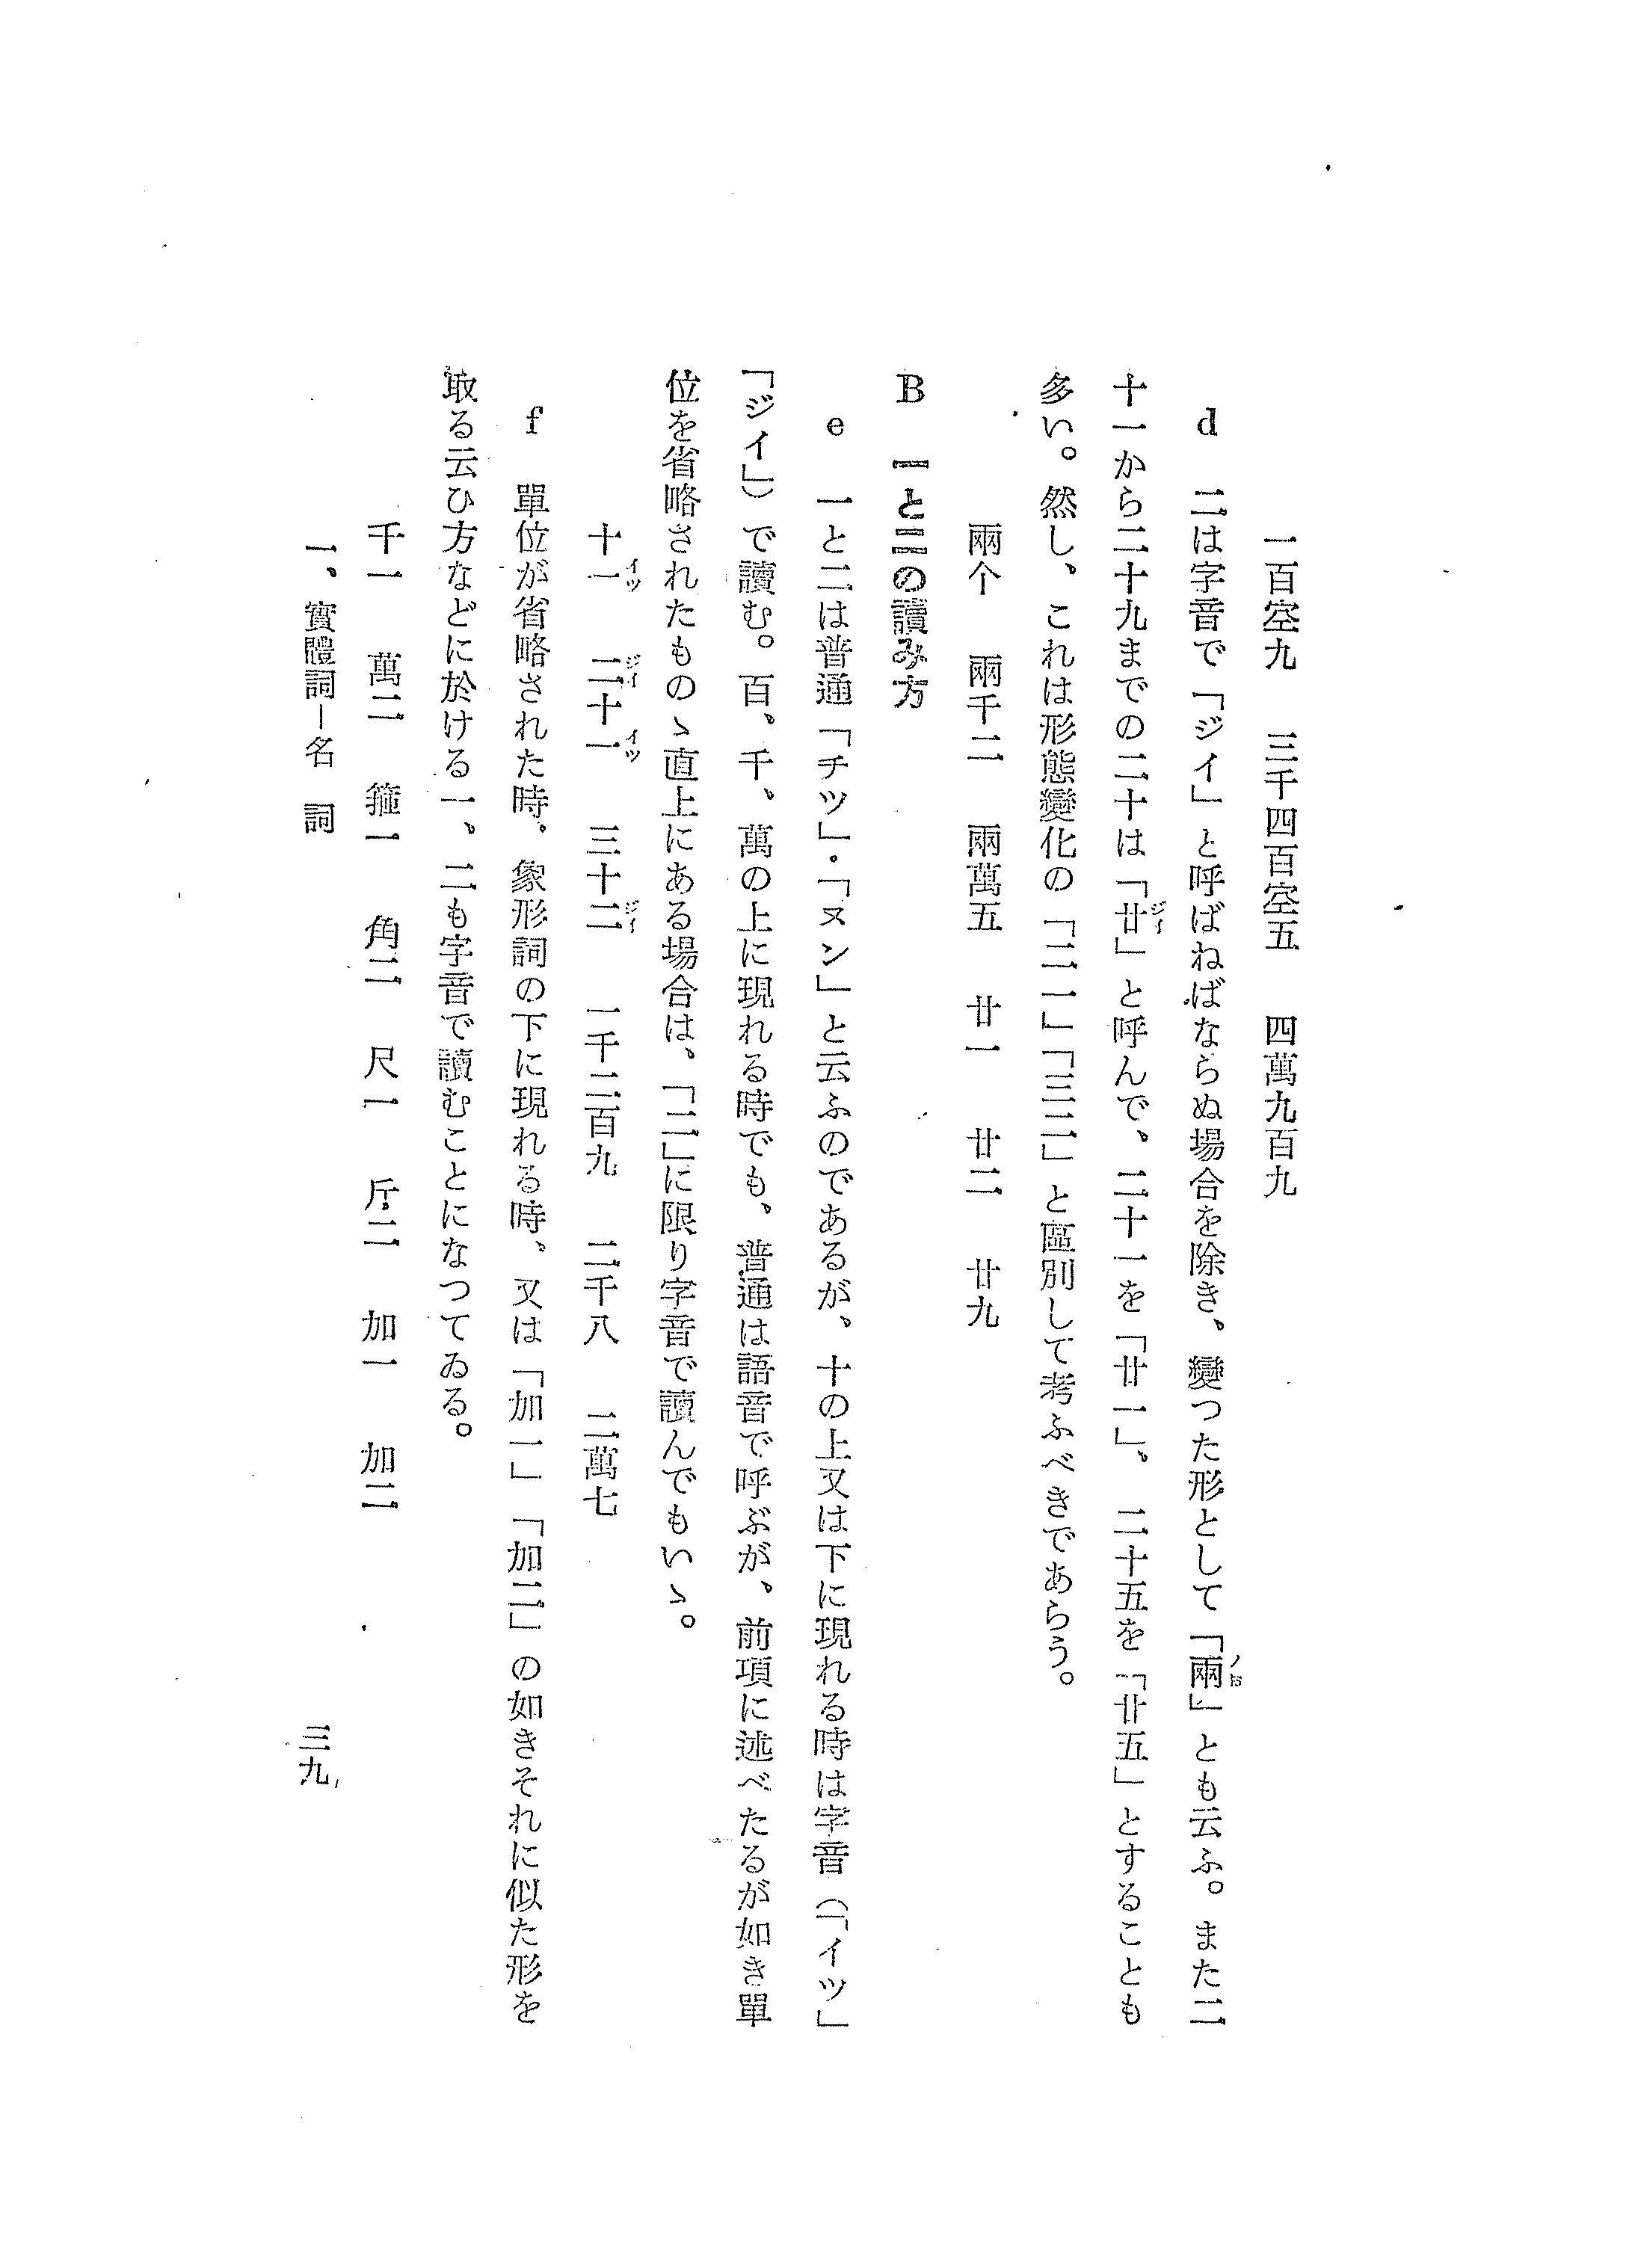 一百空九　三千四百空五　四萬九百九
d　二は字音で「ジイ」と呼ばねばならぬ場合を除き、變つた形として「兩」とも云ふ。また二
十一から二十九までの二十は「廿」と呼んで、二十一を「廿一」、二十五を「廿五」とすることも
多い。然し、これは形態變化の「二一」「三二」と區別して考ふべきであらう。
兩个　兩千二　兩萬五　廿一　廿二　廿九
B　一と二の讀み方
e　一と二は普通「チツ」・「ヌン」と云ふのであるが、十の上又は下に現れる時は字音（「イツ」
「ジイ」）で讀む。百、千、萬の上に現れる時でも、普通は語音で呼ぶが、前項に述べたるが如き單
位を省略されたものゝ直上にある場合は、「二」に限り字音で讀んでもいゝ。
十一　二十一　三十二　一千二百九　二千八　二萬七
f　單位が省略された時、象形詞の下に現れる時、又は「加一」「加二」の如きそれに似た形を
取る云ひ方などに於ける一、二も字音で讀むことになつてゐる。
千一　萬二　箍一　角二　尺一　斤二　加一　加二
一、實體詞―名　詞
三九